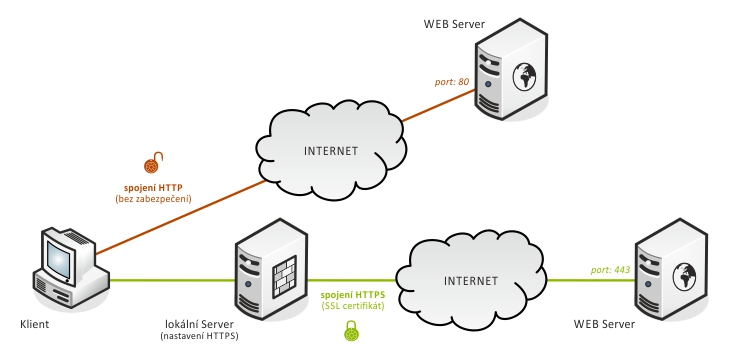 WEB Server
port: 80
INTERNET
spojení HTTP
(bez zabezpečení)
port: 443
INTERNET
spojení HTTPS
(SSL certifikát)
Klient
lokální Server
(nastavení HTTPS)
WEB Server